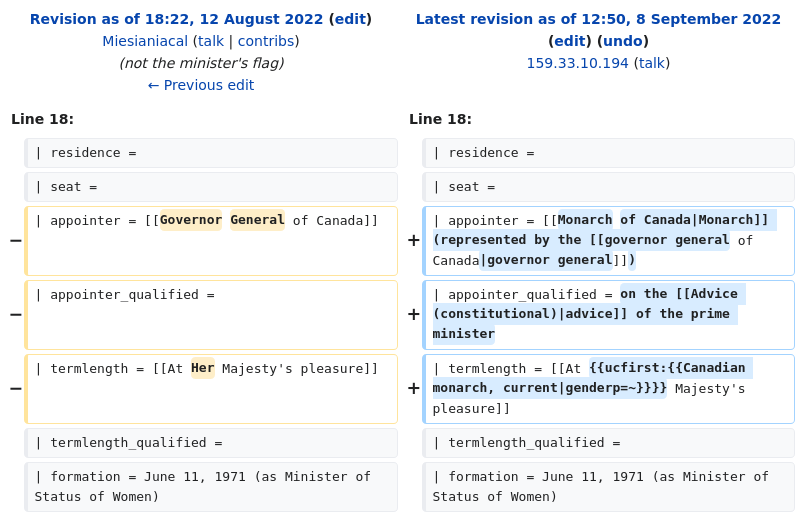 Revision as of 18:22, 12 August 2022 (edit)
Miesianiacal (talk | contribs)
(not the minister's flag)
← Previous edit
Latest revision as of 12:50, 8 September 2022
(edit) (undo)
159.33.10.194 (talk)
Line 18:
Line 18:
| residence =
| residence =
| seat =
| seat =
− | appointer = [[Governor General of Canada]]
+ | appointer = [[Monarch of Canada|Monarch]]
(represented by the [[governor general of
Canada|governor general]])
− | appointer_qualified =
+ | appointer_qualified = on the [[Advice
(constitutional)|advice]] of the prime
minister
− | termlength = [[At Her Majesty's pleasure]]
+ | termlength = [[At {{ucfirst:{{Canadian
monarch, current|genderp=~}}}} Majesty's
pleasure]]
| termlength_qualified =
| termlength_qualified =
| formation = June 11, 1971 (as Minister of
Status of Women)
| formation = June 11, 1971 (as Minister of
Status of Women)